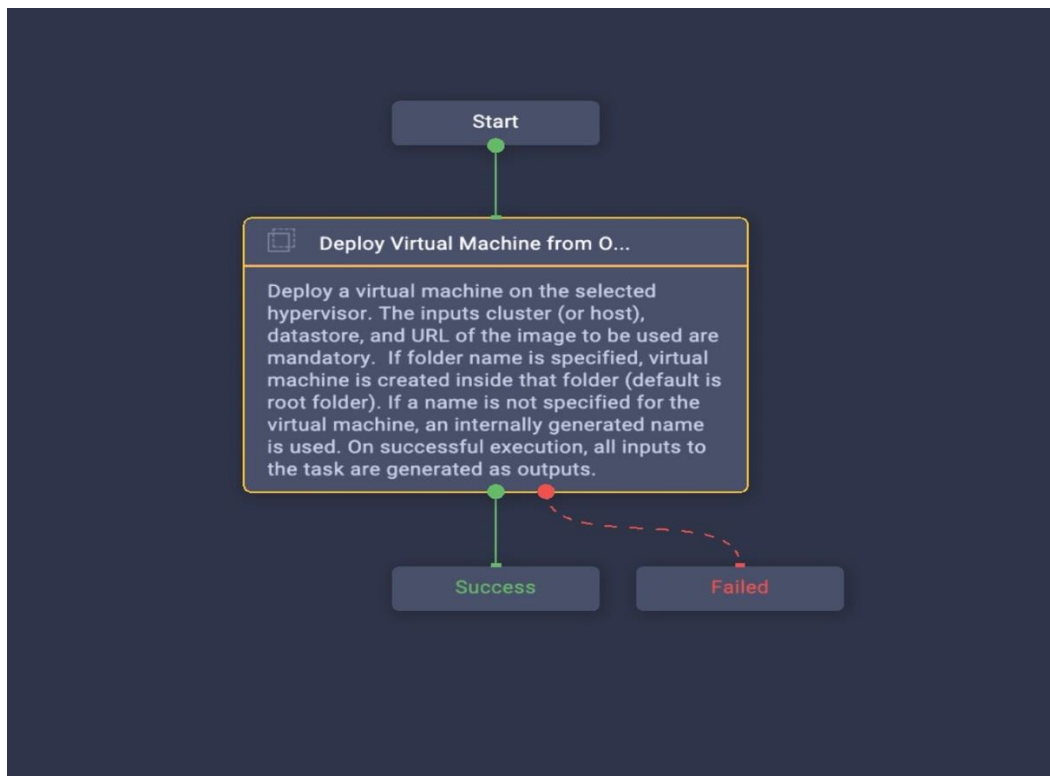 Start
Deploy Virtual Machine from O...
Deploy a virtual machine on the selected
hypervisor. The inputs cluster (or host),
datastore, and URL of the image to be used are
mandatory.  If folder name is specified, virtual
machine is created inside that folder (default is
root folder). If a name is not specified for the
virtual machine, an internally generated name
is used. On successful execution, all inputs to
the task are generated as outputs.
Success
Failed